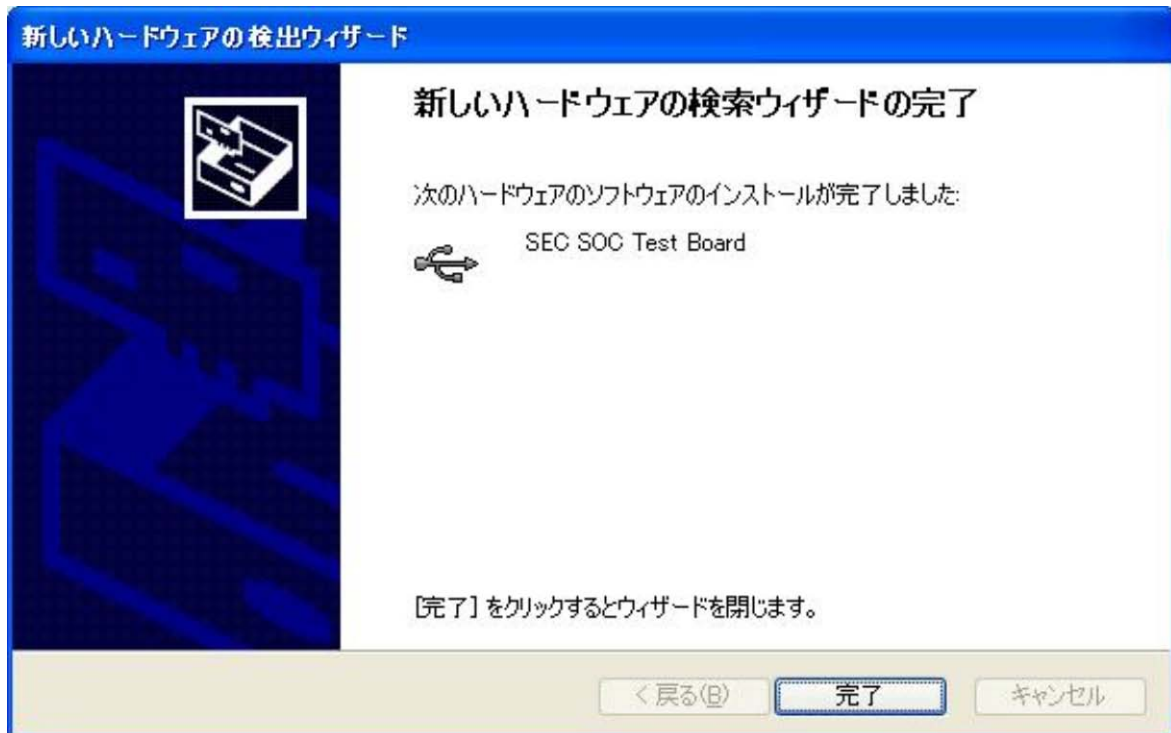 新しいハードウェアの検出ウィザード
新しいハードウェアの検索ウィザードの完了
次のハードウェアのソフトウェアのインストールが完了しました:
SEC SOC Test Board
[完了] をクリックするとウィザードを閉じます。
< 戻る(B)
完了
キャンセル